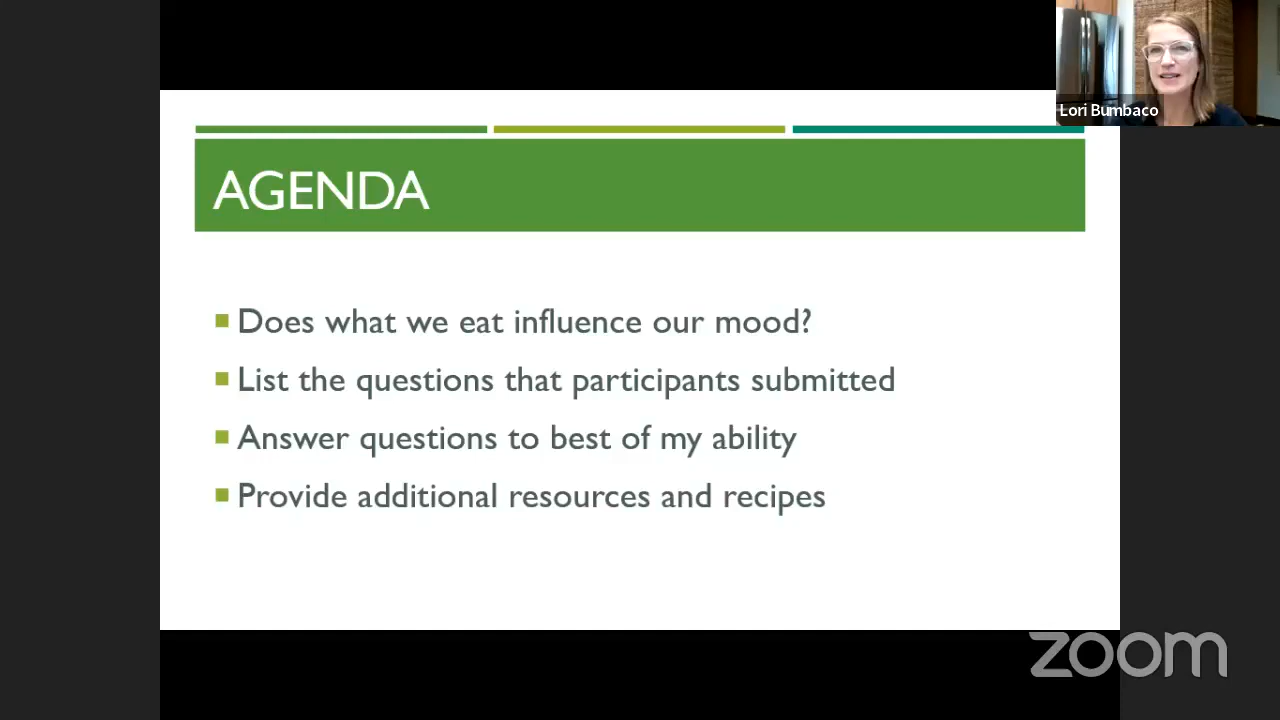 Lori Bumbaco
AGENDA
Does what we eat influence our mood?
List the questions that participants submitted
Answer questions to best of my ability
Provide additional resources and recipes
zoom